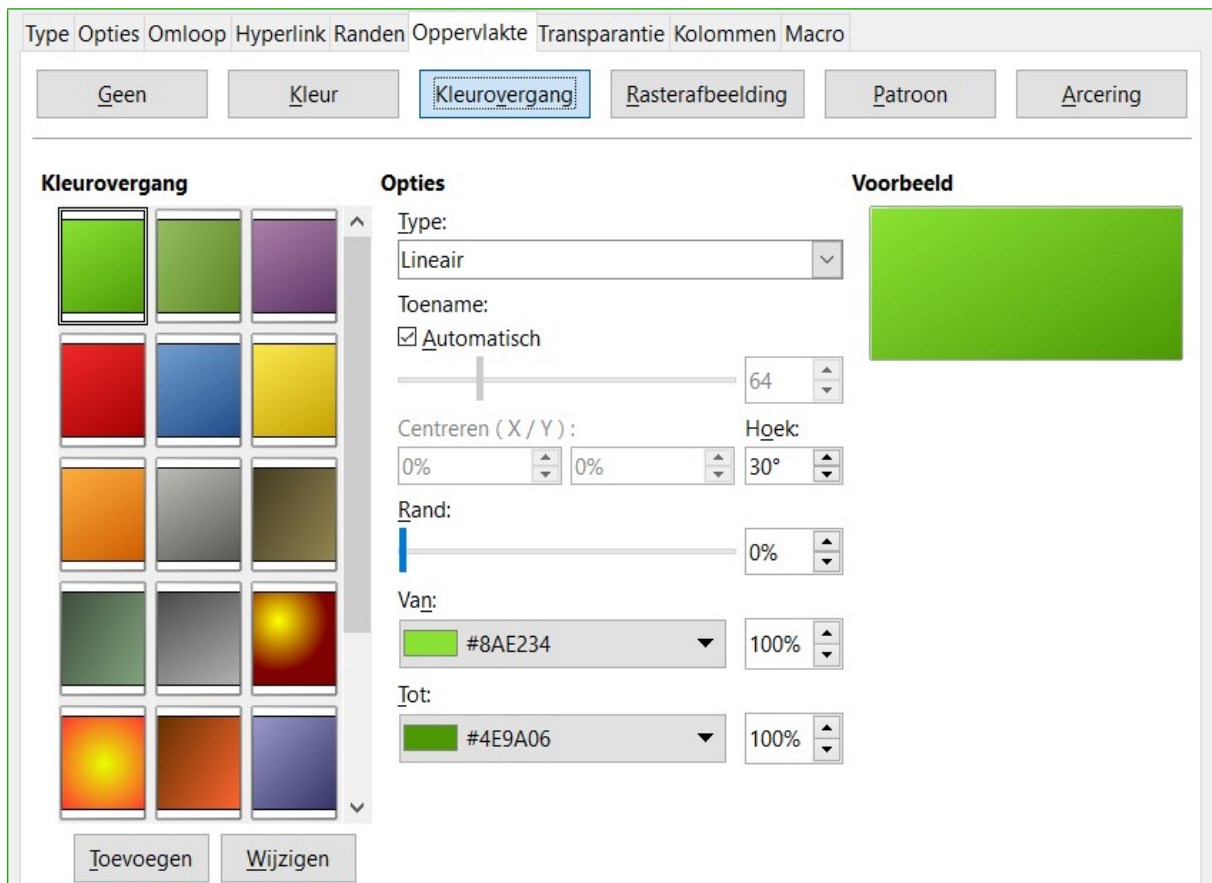 Type Opties Omloop Hyperlink Randen Oppervlakte Transparantie Kolommen Macro
Geen Kleur Kleurovergang Rasterafbeelding Patroon Arcering
Kleurovergang
Opties
Type:
Lineair
Toename:
Automatisch
64
Centreren ( X / Y ) :
Hoek:
0% 0% 30°
Rand:
0%
Van:
#8AE234 100%
Tot:
#4E9A06 100%
Voorbeeld
Toevoegen Wijzigen